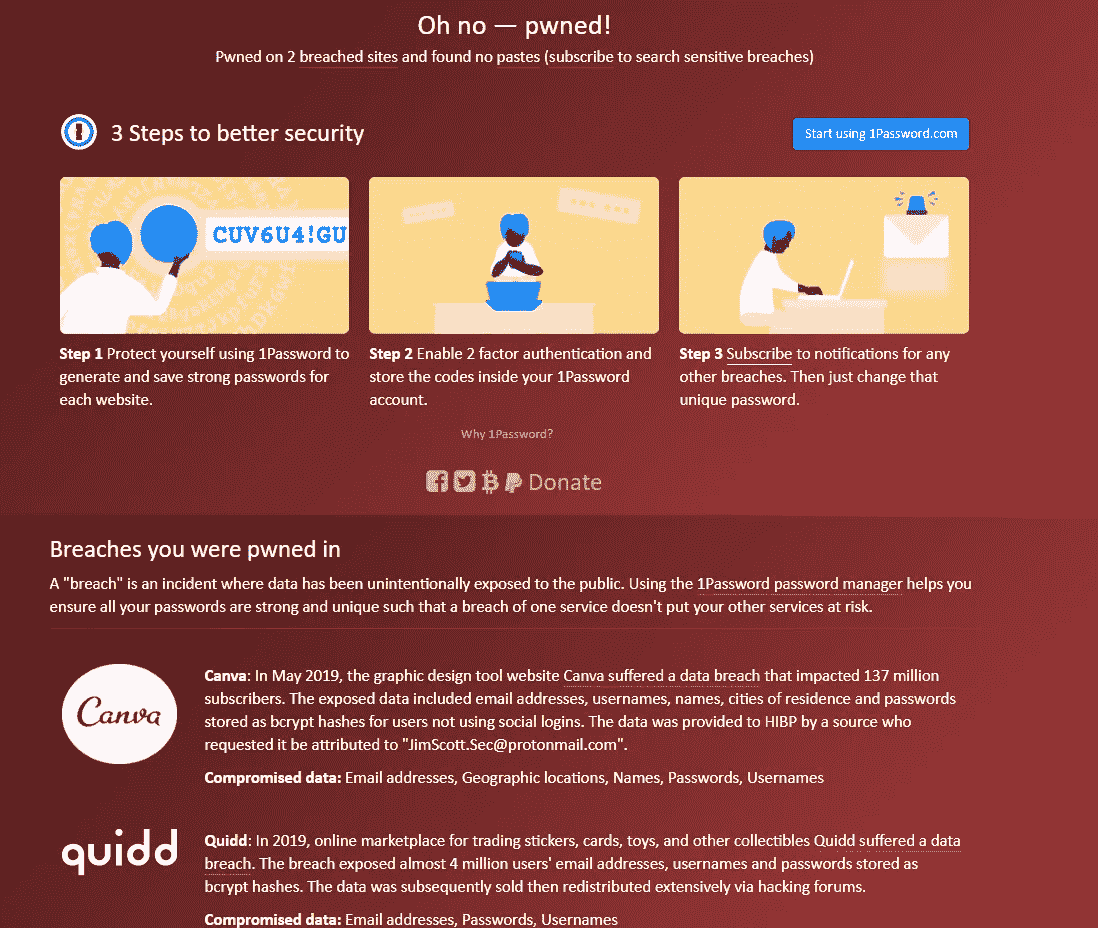 Oh no — pwned!
Pwned on 2 breached sites and found no pastes (subscribe to search sensitive breaches)
3 Steps to better security
Start using 1Password.com
CUV6U4!GU
Step 1 Protect yourself using 1Password to
generate and save strong passwords for
each website.
Step 2 Enable 2 factor authentication and
store the codes inside your 1Password
account.
Step 3 Subscribe to notifications for any
other breaches. Then just change that
unique password.
Why 1Password?
Donate
Breaches you were pwned in
A "breach" is an incident where data has been unintentionally exposed to the public. Using the 1Password password manager helps you
ensure all your passwords are strong and unique such that a breach of one service doesn't put your other services at risk.
Canva
Canva: In May 2019, the graphic design tool website Canva suffered a data breach that impacted 137 million
subscribers. The exposed data included email addresses, usernames, names, cities of residence and passwords
stored as bcrypt hashes for users not using social logins. The data was provided to HIBP by a source who
requested it be attributed to "JimScott.Sec@protonmail.com".
Compromised data: Email addresses, Geographic locations, Names, Passwords, Usernames
quidd
Quidd: In 2019, online marketplace for trading stickers, cards, toys, and other collectibles Quidd suffered a data
breach. The breach exposed almost 4 million users' email addresses, usernames and passwords stored as
bcrypt hashes. The data was subsequently sold then redistributed extensively via hacking forums.
Compromised data: Email addresses, Passwords, Usernames